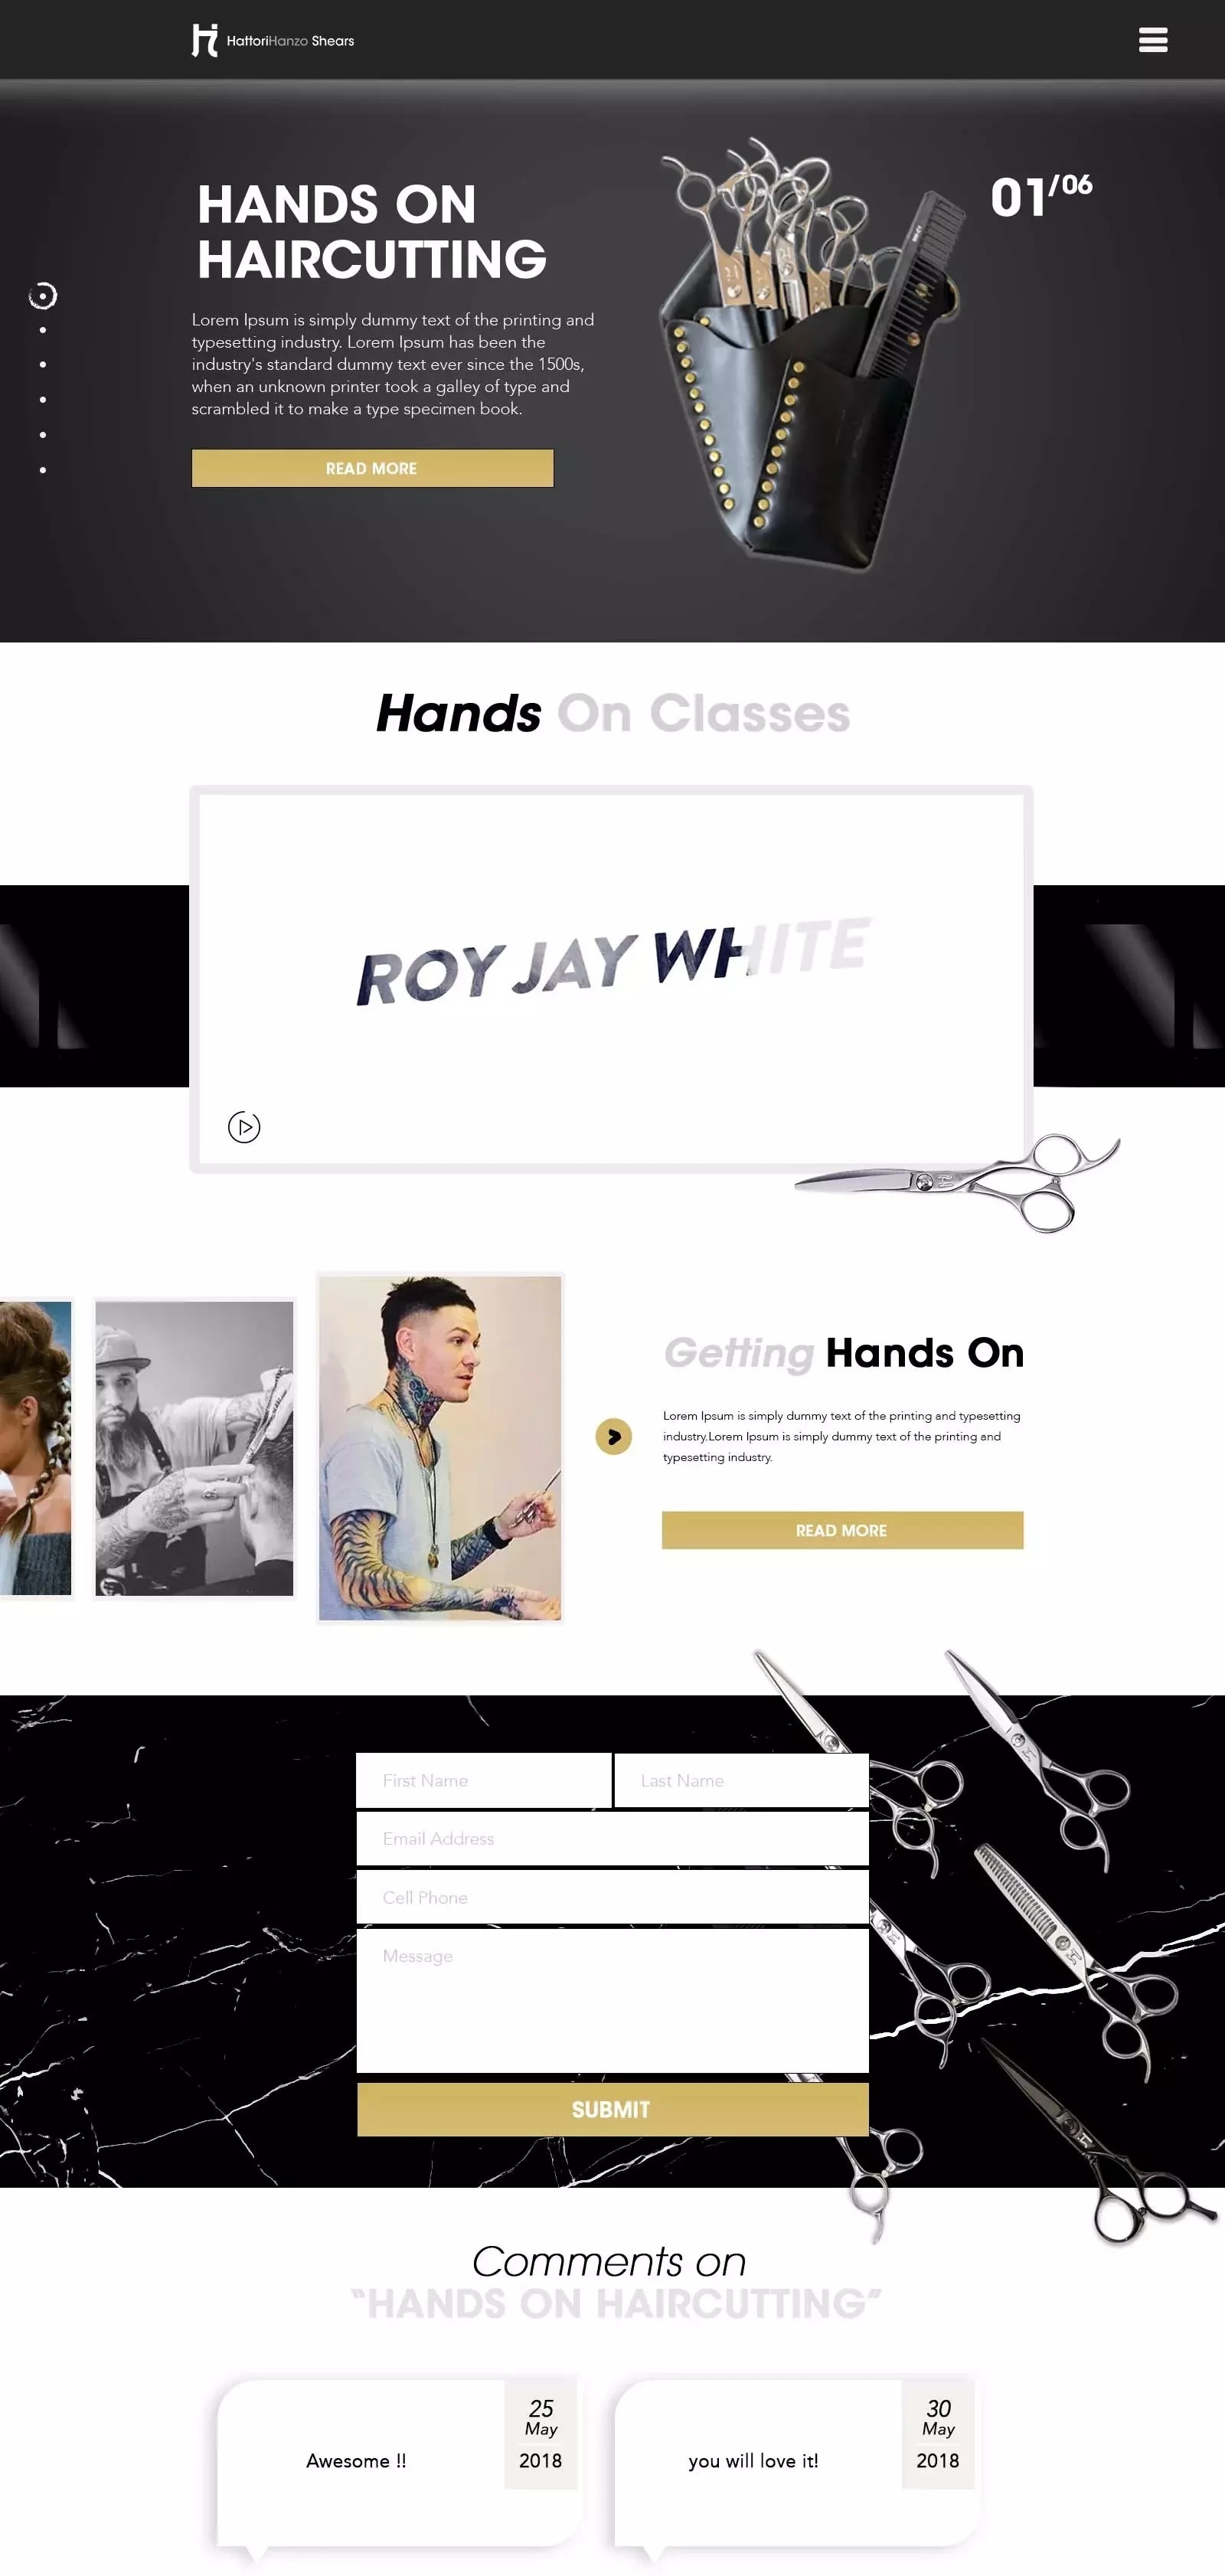 HattoriHanzo Shears
HANDS ON
HAIRCUTTING
01/06
Lorem Ipsum is simply dummy text of the printing and
typesetting industry. Lorem Ipsum has been the
industry's standard dummy text ever since the 1500s,
when an unknown printer took a galley of type and
scrambled it to make a type specimen book.
READ MORE
Hands On Classes
ROY JAY WHITE
Getting Hands On
Lorem Ipsum is simply dummy text of the printing and typesetting
industry.Lorem Ipsum is simply dummy text of the printing and
typesetting industry.
READ MORE
First Name
Last Name
Email Address
Cell Phone
Message
SUBMIT
Comments on
"HANDS ON HAIRCUTTING"
Awesome !!
25
May
2018
you will love it!
30
May
2018